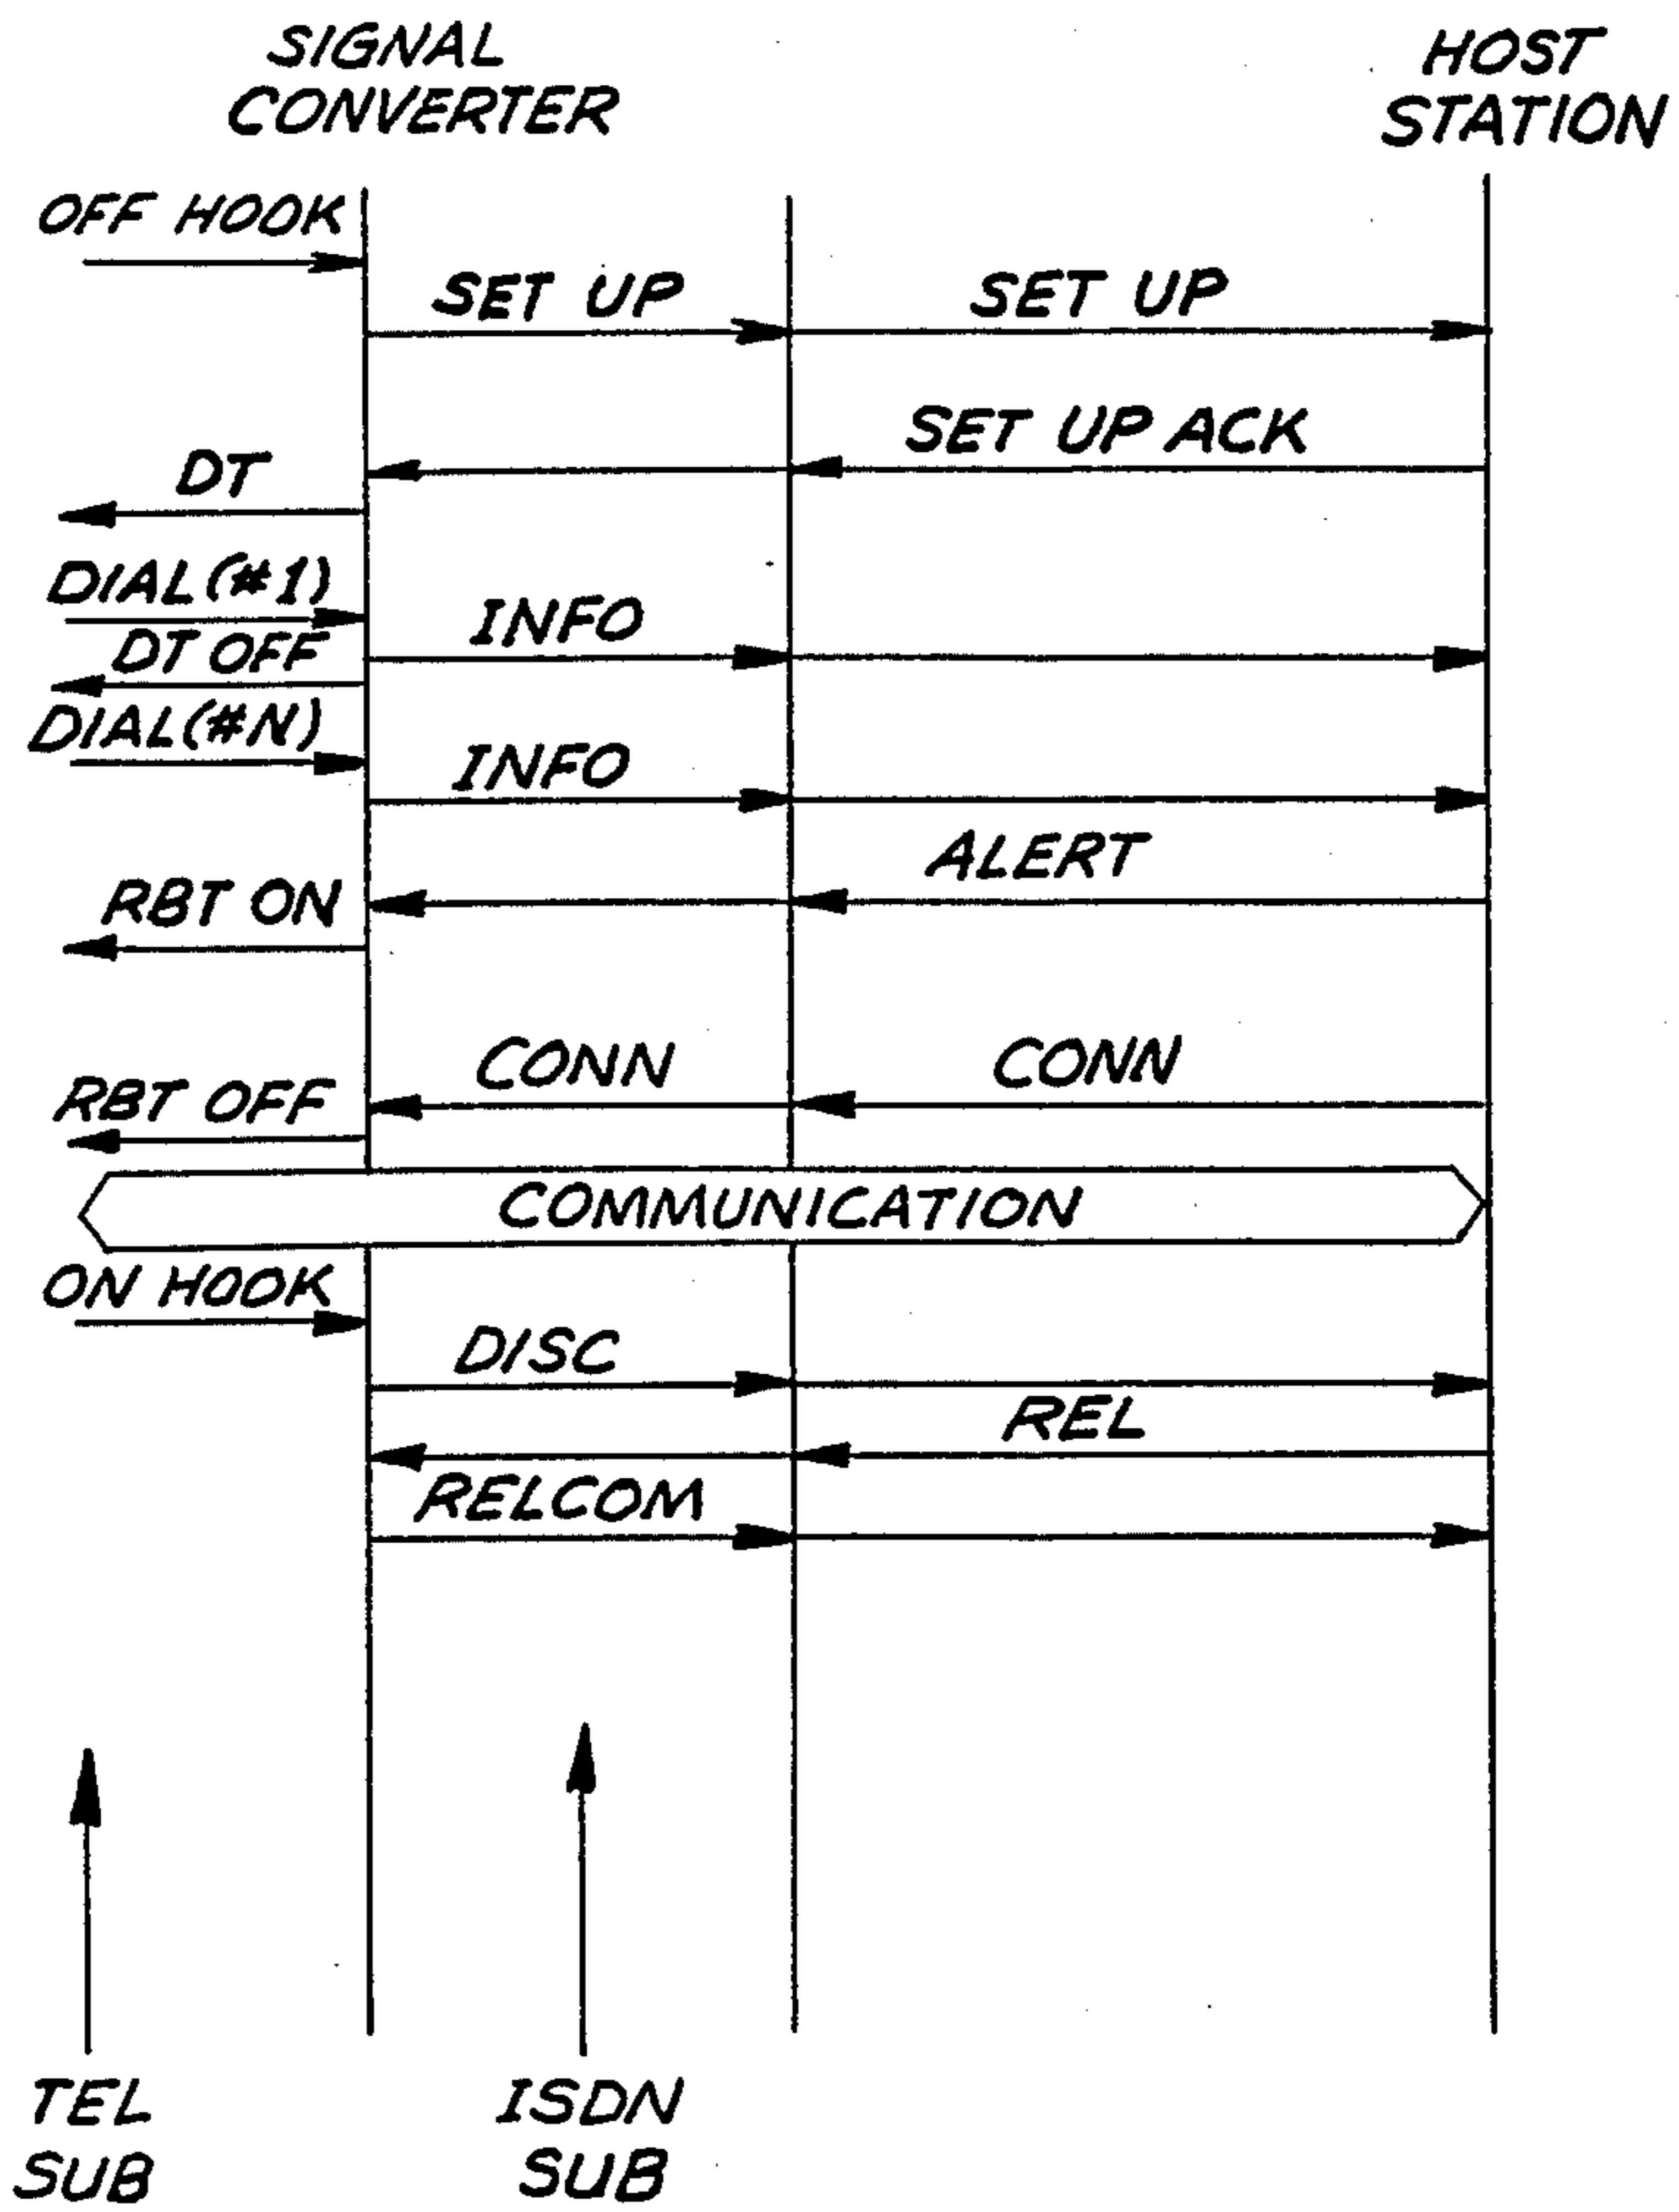 SIGNAL
CONVERTER
HOST
STATION
OFF HOOK
SET UP
SET UP
SET UP ACK
DT
DIAL(#1)
INFO
DT OFF
DIAL(#N)
INFO
ALERT
RBT ON
CONN
CONN
RBT OFF
COMMUNICATION
ON HOOK
DISC
REL
RELCOM
TEL
SUB
ISDN
SUB